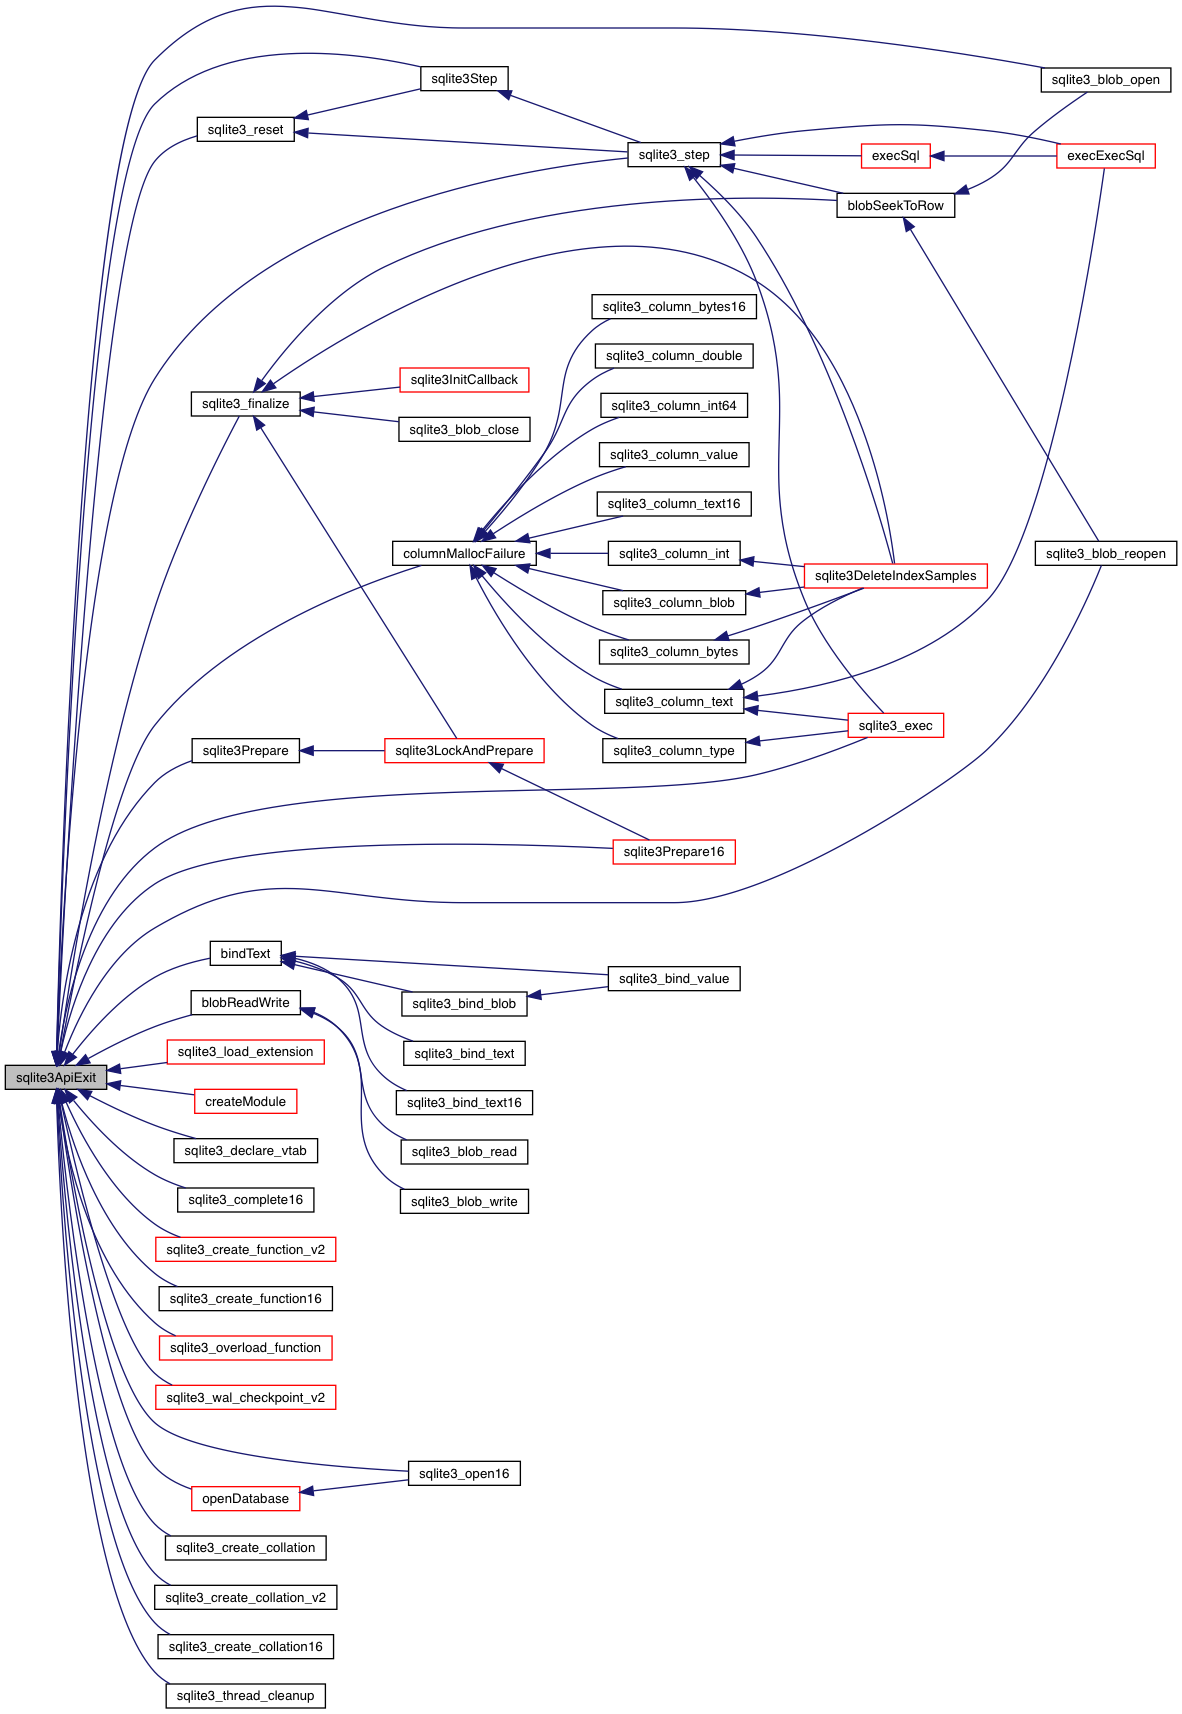 sqlite3_blob_open
sqlite3Step
sqlite3_reset
sqlite3_step
execSql
execExecSql
blobSeekToRow
sqlite3_column_bytes16
sqlite3_column_double
sqlite3InitCallback
sqlite3_finalize
sqlite3_column_int64
sqlite3_blob_close
sqlite3_column_value
sqlite3_column_text16
columnMallocFailure
sqlite3_column_int
sqlite3_blob_reopen
sqlite3DeleteIndexSamples
sqlite3_column_blob
sqlite3_column_bytes
sqlite3_column_text
sqlite3_exec
sqlite3Prepare
sqlite3LockAndPrepare
sqlite3_column_type
sqlite3Prepare16
bindText
sqlite3_bind_value
blobReadWrite
sqlite3_bind_blob
sqlite3_load_extension
sqlite3_bind_text
sqlite3ApiExit
createModule
sqlite3_bind_text16
sqlite3_declare_vtab
sqlite3_blob_read
sqlite3_complete16
sqlite3_blob_write
sqlite3_create_function_v2
sqlite3_create_function16
sqlite3_overload_function
sqlite3_wal_checkpoint_v2
sqlite3_open16
openDatabase
sqlite3_create_collation
sqlite3_create_collation_v2
sqlite3_create_collation16
sqlite3_thread_cleanup